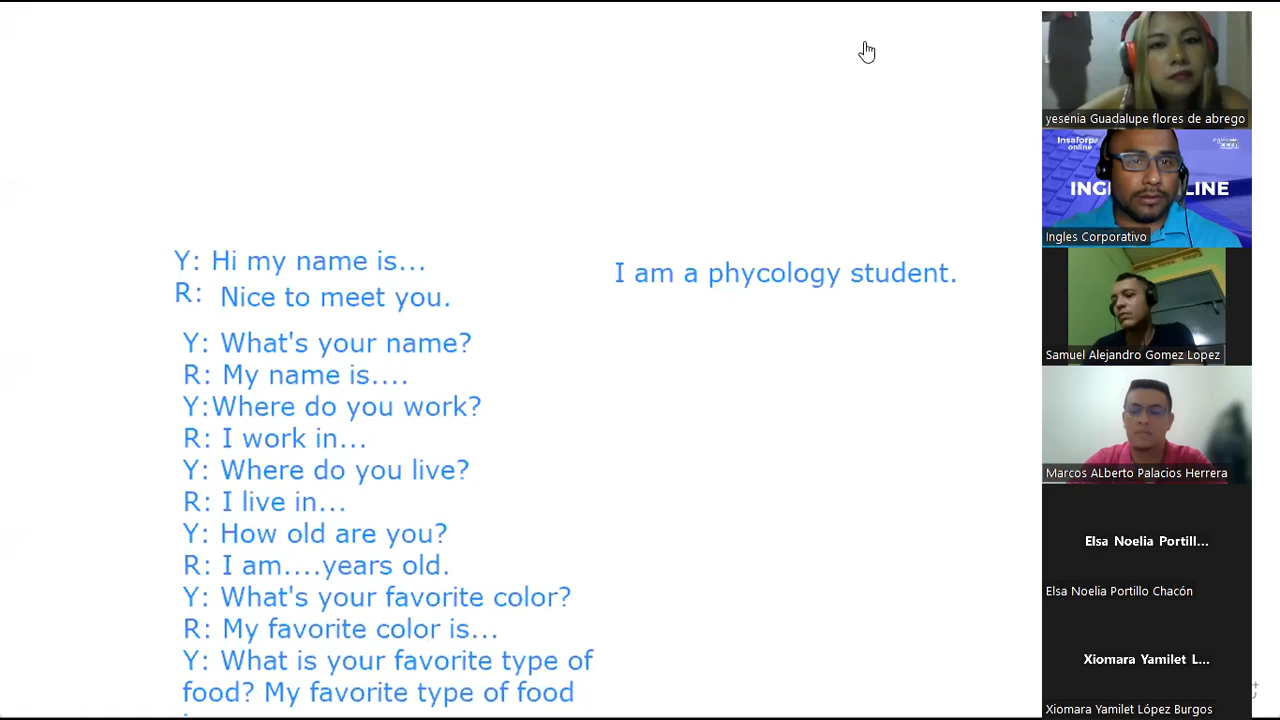 Y: Hi my name is...
R: Nice to meet you.
I am a phycology student.
Y: What's your name?
R: My name is....
Y:Where do you work?
R: I work in...
Y: Where do you live?
R: I live in...
Y: How old are you?
R: I am....years old.
Y: What's your favorite color?
R: My favorite color is...
Y: What is your favorite type of
food? My favorite type of food
yesenia Guadalupe flores de abrego
Insaforp
online
Ingles Corporativo
Samuel Alejandro Gomez Lopez
Marcos ALberto Palacios Herrera
Elsa Noelia Portill...
Elsa Noelia Portillo Chacón
Xiomara Yamilet L...
Xiomara Yamilet López Burgos